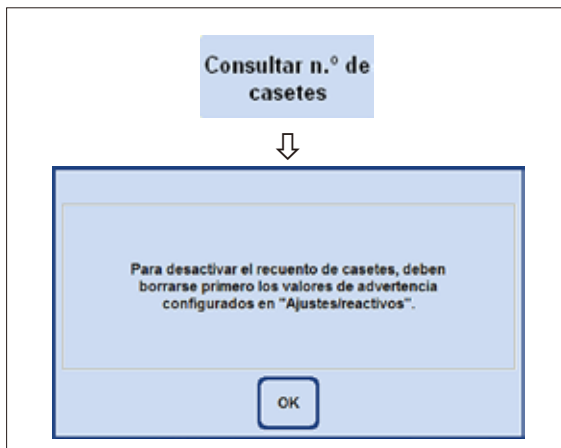 Consultar n.º de
casetes
Para desactivar el recuento de casetes, deben
borrarse primero los valores de advertencia
configurados en "Ajustes/reactivos".
OK